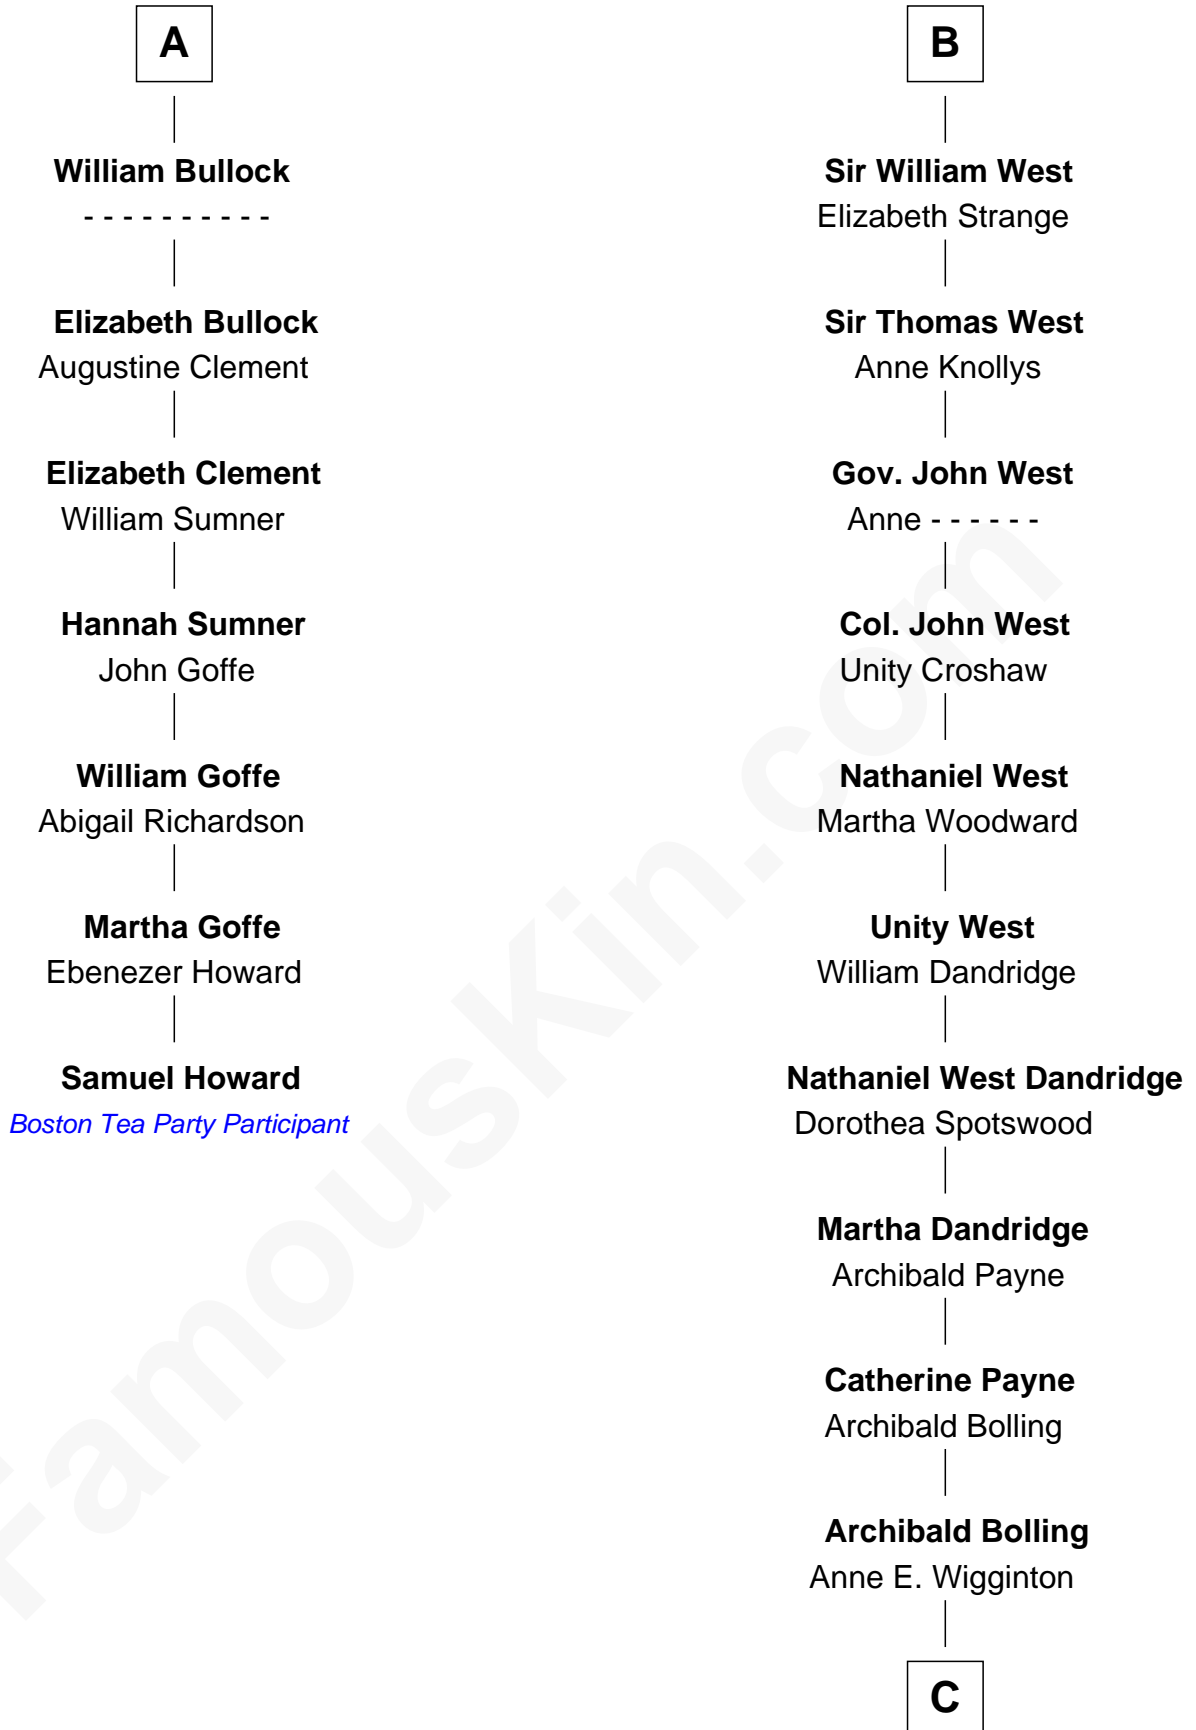 A
William Bullock
- - - - - - - - - -
Elizabeth Bullock
Augustine Clement
Elizabeth Clement
William Sumner
Hannah Sumner
John Goffe
William Goffe
Abigail Richardson
Martha Goffe
Ebenezer Howard
Samuel Howard
Boston Tea Party Participant
B
Sir William West
Elizabeth Strange
Sir Thomas West
Anne Knollys
Gov. John West
Anne - - - - - -
Col. John West
Unity Croshaw
Nathaniel West
Martha Woodward
Unity West
William Dandridge
Nathaniel West Dandridge
Dorothea Spotswood
Martha Dandridge
Archibald Payne
Catherine Payne
Archibald Bolling
Archibald Bolling
Anne E. Wigginton
C
FamousKin.com